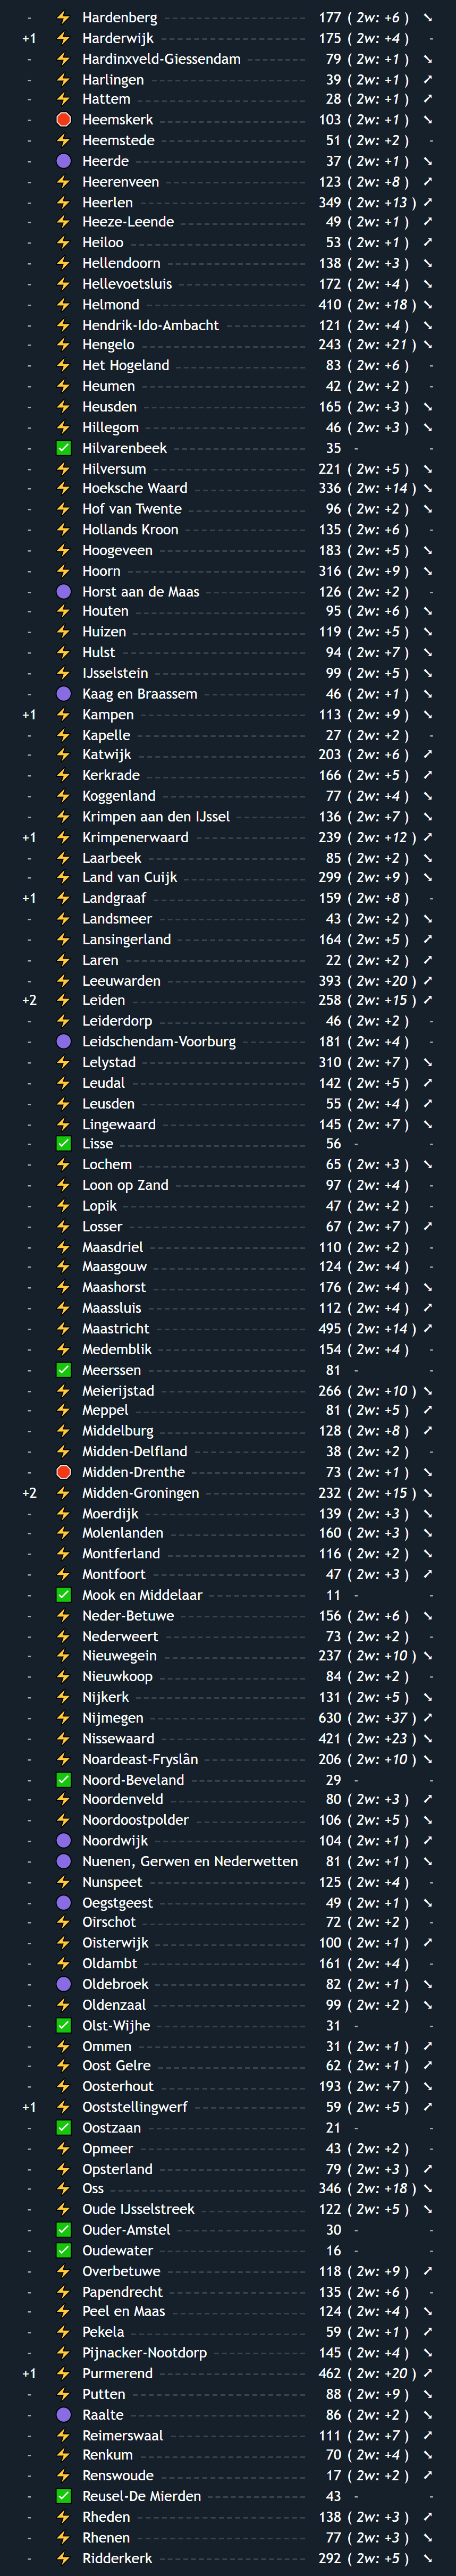 - ⚡ Hardenberg 177 ( 2w: +6 ) ↘
+1 ⚡ Harderwijk 175 ( 2w: +4 ) -
- ⚡ Hardinxveld-Giessendam 79 ( 2w: +1 ) ↘
- ⚡ Harlingen 39 ( 2w: +1 ) ↗
- ⚡ Hattem 28 ( 2w: +1 ) ↗
- 🛑 Heemskerk 103 ( 2w: +1 ) ↘
- ⚡ Heemstede 51 ( 2w: +2 ) -
- 🟣 Heerde 37 ( 2w: +1 ) ↘
- ⚡ Heerenveen 123 ( 2w: +8 ) ↗
- ⚡ Heerlen 349 ( 2w: +13 ) ↗
- ⚡ Heeze-Leende 49 ( 2w: +1 ) ↗
- ⚡ Heiloo 53 ( 2w: +1 ) ↗
- ⚡ Hellendoorn 138 ( 2w: +3 ) ↘
- ⚡ Hellevoetsluis 172 ( 2w: +4 ) ↘
- ⚡ Helmond 410 ( 2w: +18 ) ↘
- ⚡ Hendrik-Ido-Ambacht 121 ( 2w: +4 ) ↘
- ⚡ Hengelo 243 ( 2w: +21 ) ↘
- ⚡ Het Hogeland 83 ( 2w: +6 ) -
- ⚡ Heumen 42 ( 2w: +2 ) -
- ⚡ Heusden 165 ( 2w: +3 ) ↘
- ⚡ Hillegom 46 ( 2w: +3 ) ↘
- ✅ Hilvarenbeek 35 - -
- ⚡ Hilversum 221 ( 2w: +5 ) ↘
- ⚡ Hoeksche Waard 336 ( 2w: +14 ) ↘
- ⚡ Hof van Twente 96 ( 2w: +2 ) ↘
- ⚡ Hollands Kroon 135 ( 2w: +6 ) -
- ⚡ Hoogeveen 183 ( 2w: +5 ) ↘
- ⚡ Hoorn 316 ( 2w: +9 ) ↘
- 🟣 Horst aan de Maas 126 ( 2w: +2 ) -
- ⚡ Houten 95 ( 2w: +6 ) ↘
- ⚡ Huizen 119 ( 2w: +5 ) ↘
- ⚡ Hulst 94 ( 2w: +7 ) ↘
- ⚡ IJsselstein 99 ( 2w: +5 ) ↘
- 🟣 Kaag en Braassem 46 ( 2w: +1 ) ↘
+1 ⚡ Kampen 113 ( 2w: +9 ) ↘
- ⚡ Kapelle 27 ( 2w: +2 ) -
- ⚡ Katwijk 203 ( 2w: +6 ) ↗
- ⚡ Kerkrade 166 ( 2w: +5 ) ↗
- ⚡ Koggenland 77 ( 2w: +4 ) ↘
- ⚡ Krimpen aan den IJssel 136 ( 2w: +7 ) ↘
+1 ⚡ Krimpenerwaard 239 ( 2w: +12 ) ↗
- ⚡ Laarbeek 85 ( 2w: +2 ) ↘
- ⚡ Land van Cuijk 299 ( 2w: +9 ) ↘
+1 ⚡ Landgraaf 159 ( 2w: +8 ) -
- ⚡ Landsmeer 43 ( 2w: +2 ) ↘
- ⚡ Lansingerland 164 ( 2w: +5 ) ↗
- ⚡ Laren 22 ( 2w: +2 ) ↗
- ⚡ Leeuwarden 393 ( 2w: +20 ) ↗
+2 ⚡ Leiden 258 ( 2w: +15 ) ↗
- ⚡ Leiderdorp 46 ( 2w: +2 ) -
- 🟣 Leidschendam-Voorburg 181 ( 2w: +4 ) -
- ⚡ Lelystad 310 ( 2w: +7 ) ↘
- ⚡ Leudal 142 ( 2w: +5 ) ↗
- ⚡ Leusden 55 ( 2w: +4 ) ↗
- ⚡ Lingewaard 145 ( 2w: +7 ) ↘
- ✅ Lisse 56 - -
- ⚡ Lochem 65 ( 2w: +3 ) ↘
- ⚡ Loon op Zand 97 ( 2w: +4 ) -
- ⚡ Lopik 47 ( 2w: +2 ) -
- ⚡ Losser 67 ( 2w: +7 ) ↗
- ⚡ Maasdriel 110 ( 2w: +2 ) -
- ⚡ Maasgouw 124 ( 2w: +4 ) -
- ⚡ Maashorst 176 ( 2w: +4 ) ↘
- ⚡ Maassluis 112 ( 2w: +4 ) ↗
- ⚡ Maastricht 495 ( 2w: +14 ) ↗
- ⚡ Medemblik 154 ( 2w: +4 ) -
- ✅ Meerssen 81 - -
- ⚡ Meierijstad 266 ( 2w: +10 ) ↘
- ⚡ Meppel 81 ( 2w: +5 ) ↗
- ⚡ Middelburg 128 ( 2w: +8 ) ↗
- ⚡ Midden-Delfland 38 ( 2w: +2 ) -
- 🛑 Midden-Drenthe 73 ( 2w: +1 ) ↘
+2 ⚡ Midden-Groningen 232 ( 2w: +15 ) ↘
- ⚡ Moerdijk 139 ( 2w: +3 ) ↘
- ⚡ Molenlanden 160 ( 2w: +3 ) ↘
- ⚡ Montferland 116 ( 2w: +2 ) ↘
- ⚡ Montfoort 47 ( 2w: +3 ) ↗
- ✅ Mook en Middelaar 11 - -
- ⚡ Neder-Betuwe 156 ( 2w: +6 ) ↘
- ⚡ Nederweert 73 ( 2w: +2 ) -
- ⚡ Nieuwegein 237 ( 2w: +10 ) ↘
- ⚡ Nieuwkoop 84 ( 2w: +2 ) -
- ⚡ Nijkerk 131 ( 2w: +5 ) ↘
- ⚡ Nijmegen 630 ( 2w: +37 ) ↗
- ⚡ Nissewaard 421 ( 2w: +23 ) ↘
- ⚡ Noardeast-Fryslân 206 ( 2w: +10 ) ↘
- ✅ Noord-Beveland 29 - -
- ⚡ Noordenveld 80 ( 2w: +3 ) ↗
- ⚡ Noordoostpolder 106 ( 2w: +5 ) ↘
- 🟣 Noordwijk 104 ( 2w: +1 ) ↗
- 🟣 Nuenen, Gerwen en Nederwetten 81 ( 2w: +1 ) ↘
- ⚡ Nunspeet 125 ( 2w: +4 ) -
- 🟣 Oegstgeest 49 ( 2w: +1 ) ↘
- ⚡ Oirschot 72 ( 2w: +2 ) -
- ⚡ Oisterwijk 100 ( 2w: +1 ) ↗
- ⚡ Oldambt 161 ( 2w: +4 ) -
- 🟣 Oldebroek 82 ( 2w: +1 ) ↘
- ⚡ Oldenzaal 99 ( 2w: +2 ) ↘
- ✅ Olst-Wijhe 31 - -
- ⚡ Ommen 31 ( 2w: +1 ) ↗
- ⚡ Oost Gelre 62 ( 2w: +1 ) ↗
- ⚡ Oosterhout 193 ( 2w: +7 ) ↘
+1 ⚡ Ooststellingwerf 59 ( 2w: +5 ) ↗
- ✅ Oostzaan 21 - -
- ⚡ Opmeer 43 ( 2w: +2 ) -
- ⚡ Opsterland 79 ( 2w: +3 ) ↗
- ⚡ Oss 346 ( 2w: +18 ) ↘
- ⚡ Oude IJsselstreek 122 ( 2w: +5 ) ↘
- ✅ Ouder-Amstel 30 - -
- ✅ Oudewater 16 - -
- ⚡ Overbetuwe 118 ( 2w: +9 ) ↗
- ⚡ Papendrecht 135 ( 2w: +6 ) -
- ⚡ Peel en Maas 124 ( 2w: +4 ) ↘
- ⚡ Pekela 59 ( 2w: +1 ) ↗
- ⚡ Pijnacker-Nootdorp 145 ( 2w: +4 ) ↘
+1 ⚡ Purmerend 462 ( 2w: +20 ) ↗
- ⚡ Putten 88 ( 2w: +9 ) ↘
- 🟣 Raalte 86 ( 2w: +2 ) ↘
- ⚡ Reimerswaal 111 ( 2w: +7 ) ↗
- ⚡ Renkum 70 ( 2w: +4 ) ↘
- ⚡ Renswoude 17 ( 2w: +2 ) ↗
- ✅ Reusel-De Mierden 43 - -
- ⚡ Rheden 138 ( 2w: +3 ) ↗
- ⚡ Rhenen 77 ( 2w: +3 ) ↘
- ⚡ Ridderkerk 292 ( 2w: +5 ) ↘